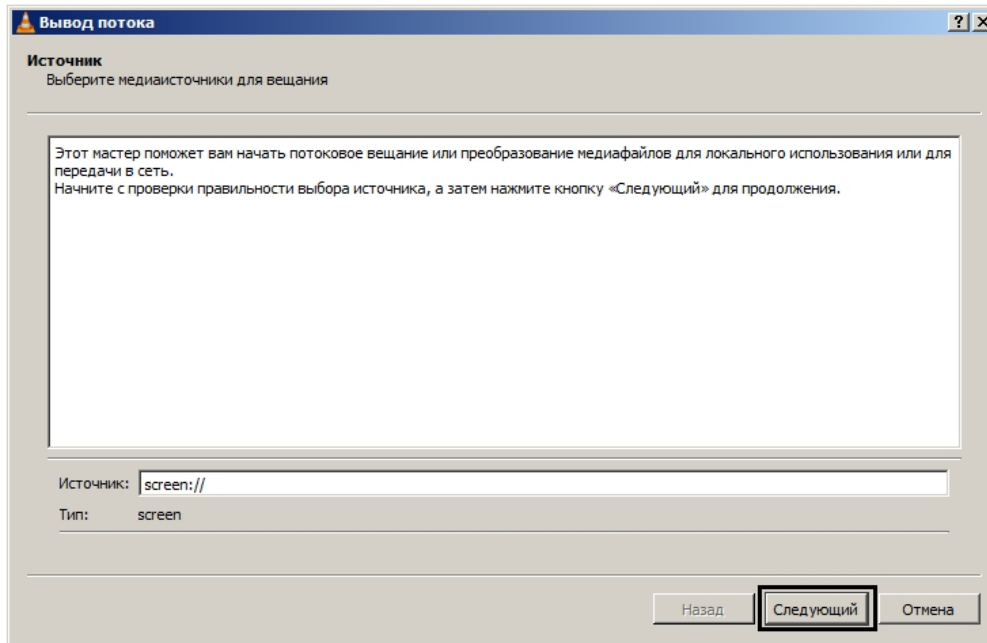 Вывод потока
Источник
Выберите медиаисточники для вещания
Этот мастер поможет вам начать потоковое вещание или преобразование медиафайлов для локального использования или для
передачи в сеть.
Начните с проверки правильности выбора источника, а затем нажмите кнопку «Следующий» для продолжения.
Источник: screen://
Тип: screen
Назад Следующий Отмена